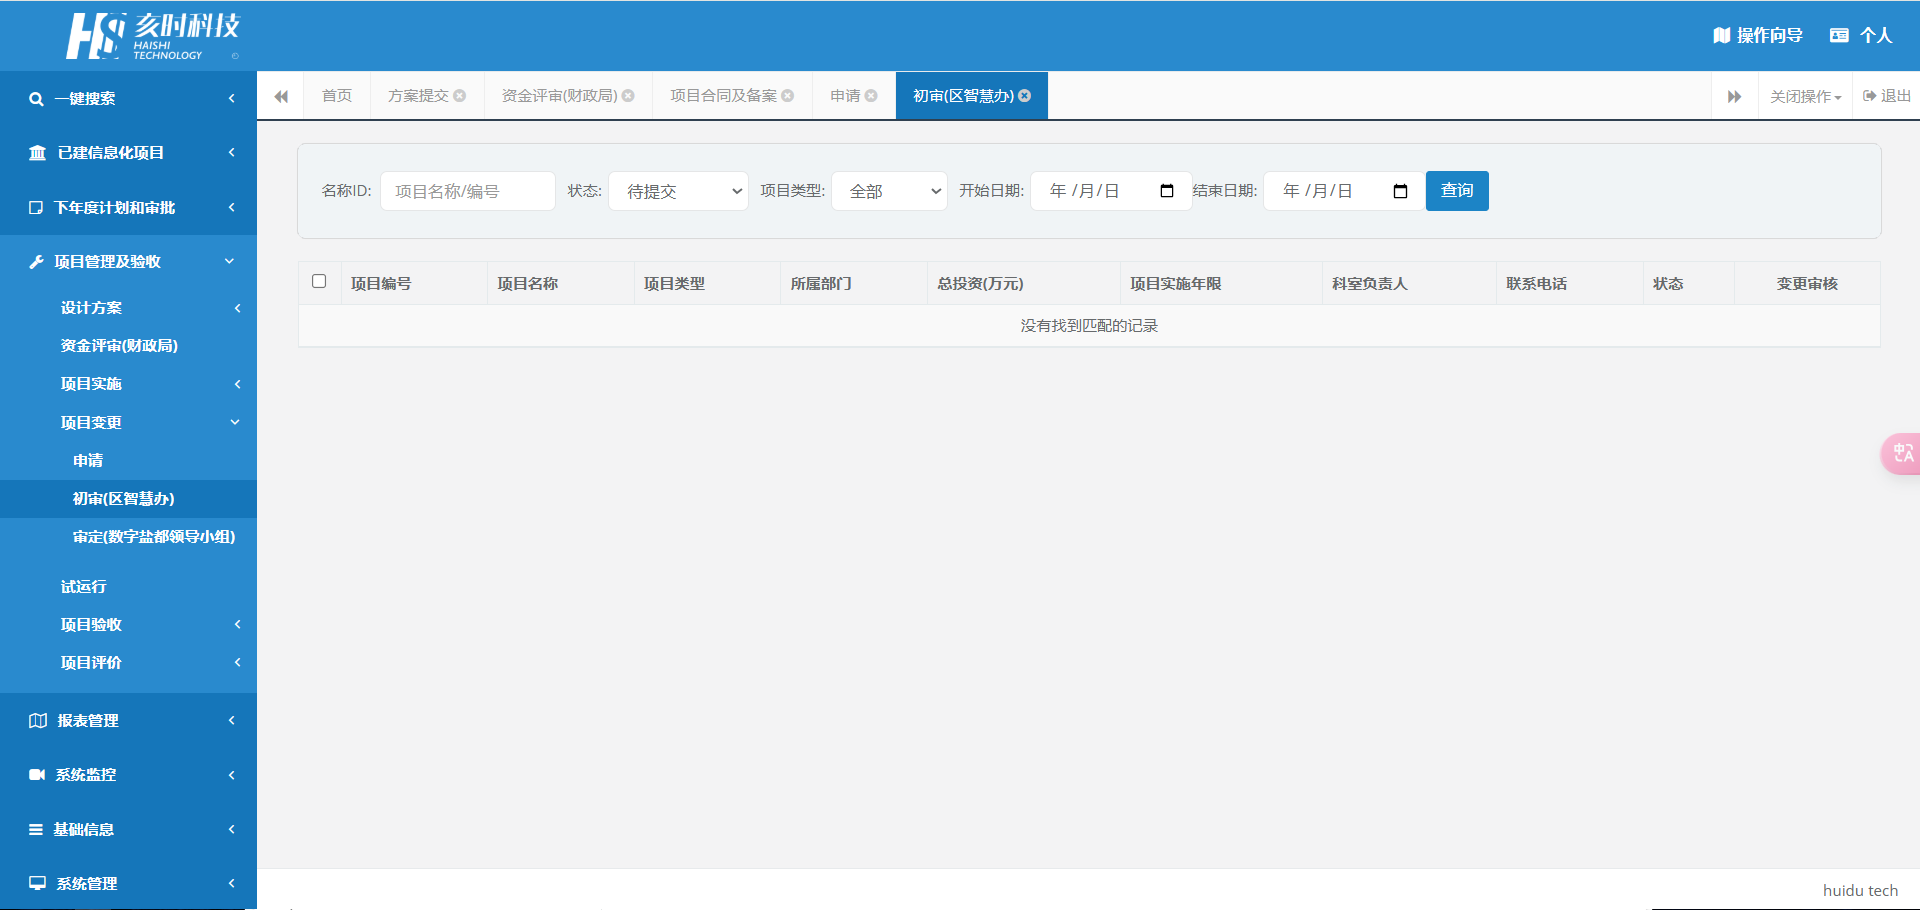 HS 亥时科技
HAISHI
TECHNOLOGY
操作向导 个人
一键搜索
已建信息化项目
下年度计划和审批
项目管理及验收
设计方案
资金评审(财政局)
项目实施
项目变更
申请
初审(区智慧办)
审定(数字盐都领导小组)
试运行
项目验收
项目评价
报表管理
系统监控
基础信息
系统管理
首页 方案提交 资金评审(财政局) 项目合同及备案 申请 初审(区智慧办) 关闭操作 退出
名称ID: 项目名称/编号 状态: 待提交 项目类型: 全部 开始日期: 年 /月/日 结束日期: 年 /月/日 查询
项目编号 项目名称 项目类型 所属部门 总投资(万元) 项目实施年限 科室负责人 联系电话 状态 变更审核
没有找到匹配的记录
中 A
huidu tech